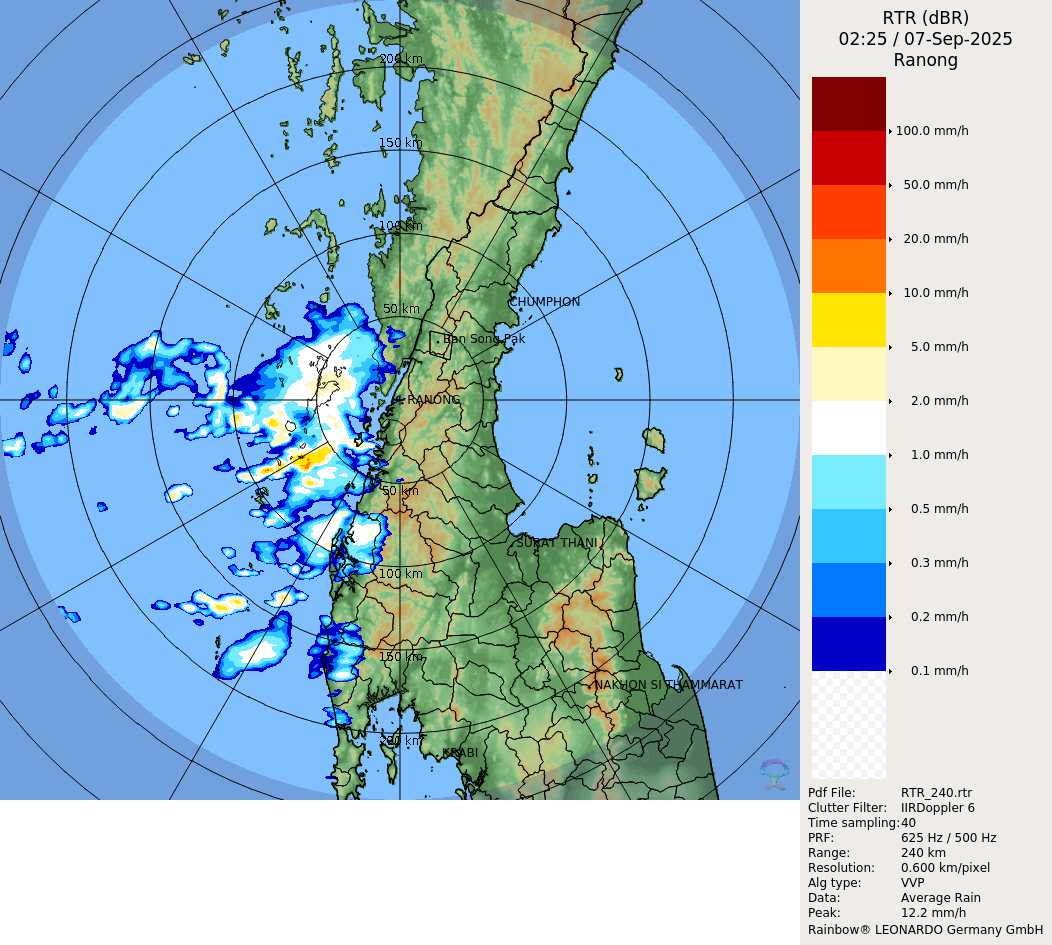 RTR (dBR)
02:25 / 07-Sep-2025
Ranong
100.0 mm/h
50.0 mm/h
20.0 mm/h
10.0 mm/h
5.0 mm/h
2.0 mm/h
1.0 mm/h
0.5 mm/h
0.3 mm/h
0.2 mm/h
0.1 mm/h
200 km
150 km
100 km
50 km
CHUMPHON
Ban Song Pak
RANONG
50 km
SURAT THANI
100 km
150 km
NAKHON SI THAMMARAT
200 km
KRABI
Pdf File: RTR_240.rtr
Clutter Filter: IIRDoppler 6
Time sampling:40
PRF: 625 Hz / 500 Hz
Range: 240 km
Resolution: 0.600 km/pixel
Alg type: VVP
Data: Average Rain
Peak: 12.2 mm/h
Rainbow® LEONARDO Germany GmbH